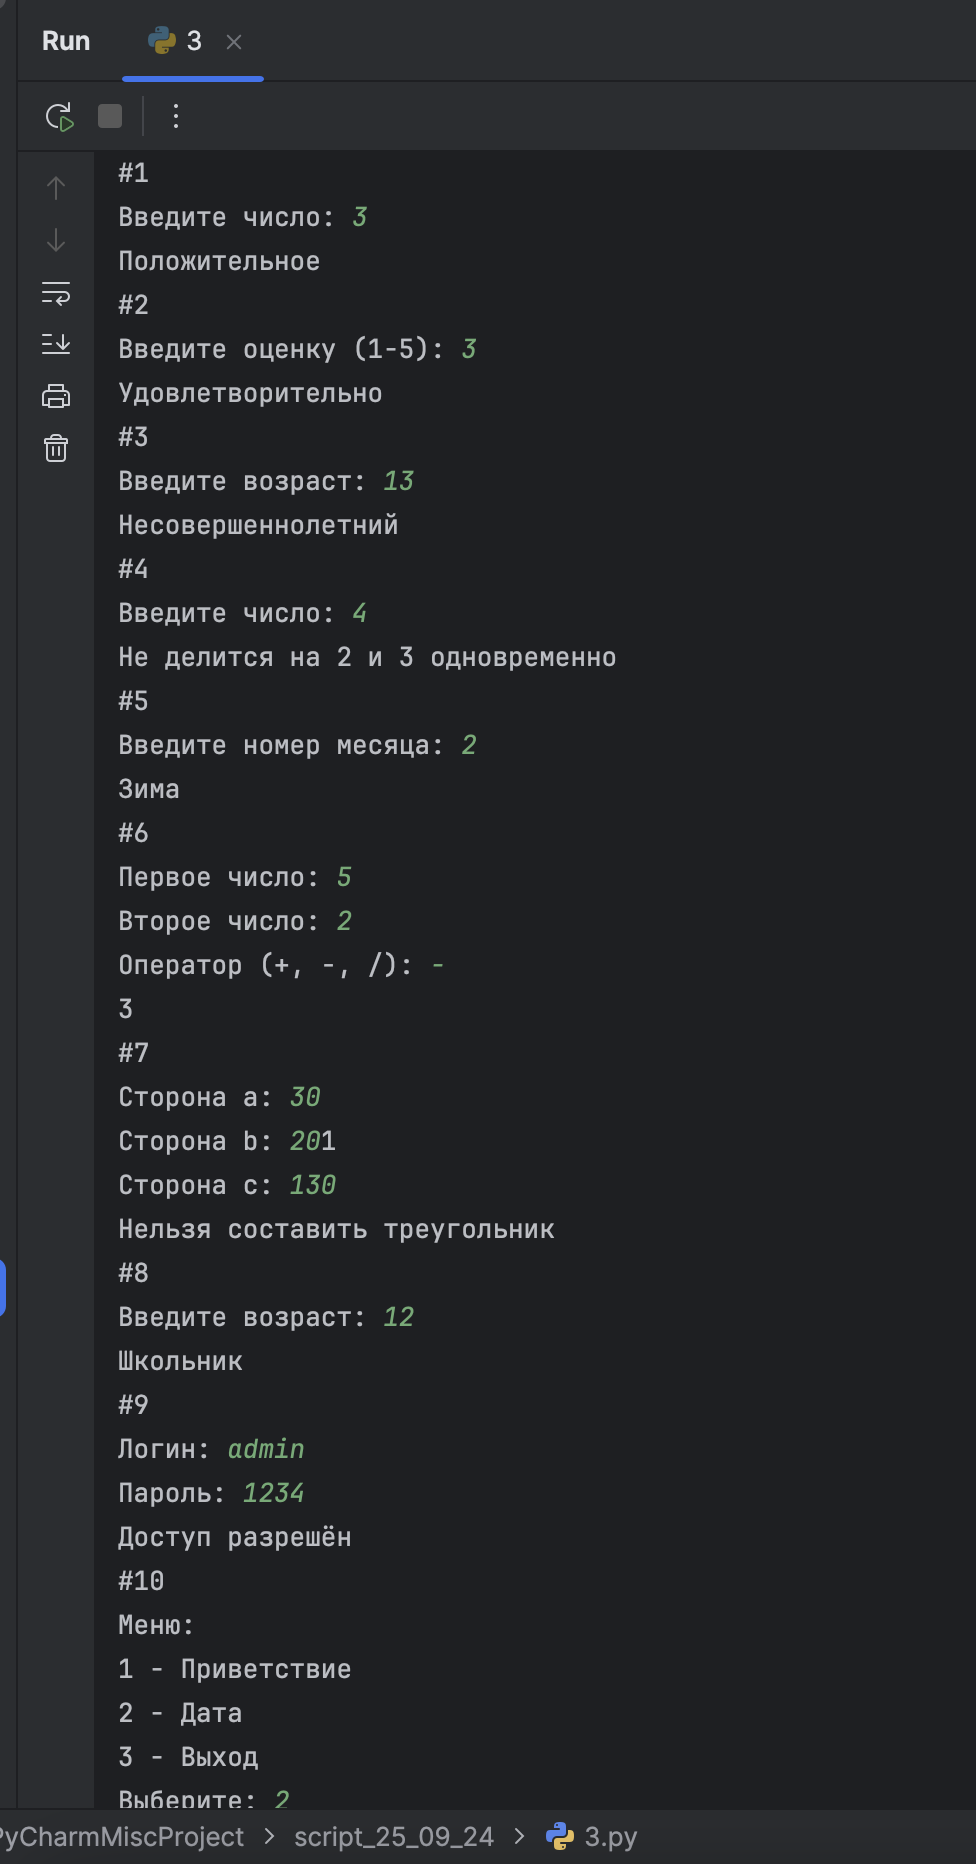 Run 3
#1
Введите число: 3
Положительное
#2
Введите оценку (1-5): 3
Удовлетворительно
#3
Введите возраст: 13
Несовершеннолетний
#4
Введите число: 4
Не делится на 2 и 3 одновременно
#5
Введите номер месяца: 2
Зима
#6
Первое число: 5
Второе число: 2
Оператор (+, -, /): -
3
#7
Сторона a: 30
Сторона b: 201
Сторона c: 130
Нельзя составить треугольник
#8
Введите возраст: 12
Школьник
#9
Логин: admin
Пароль: 1234
Доступ разрешён
#10
Меню:
1 - Приветствие
2 - Дата
3 - Выход
Выберите: 2
PyCharmMiscProject > script_25_09_24 > 3.py